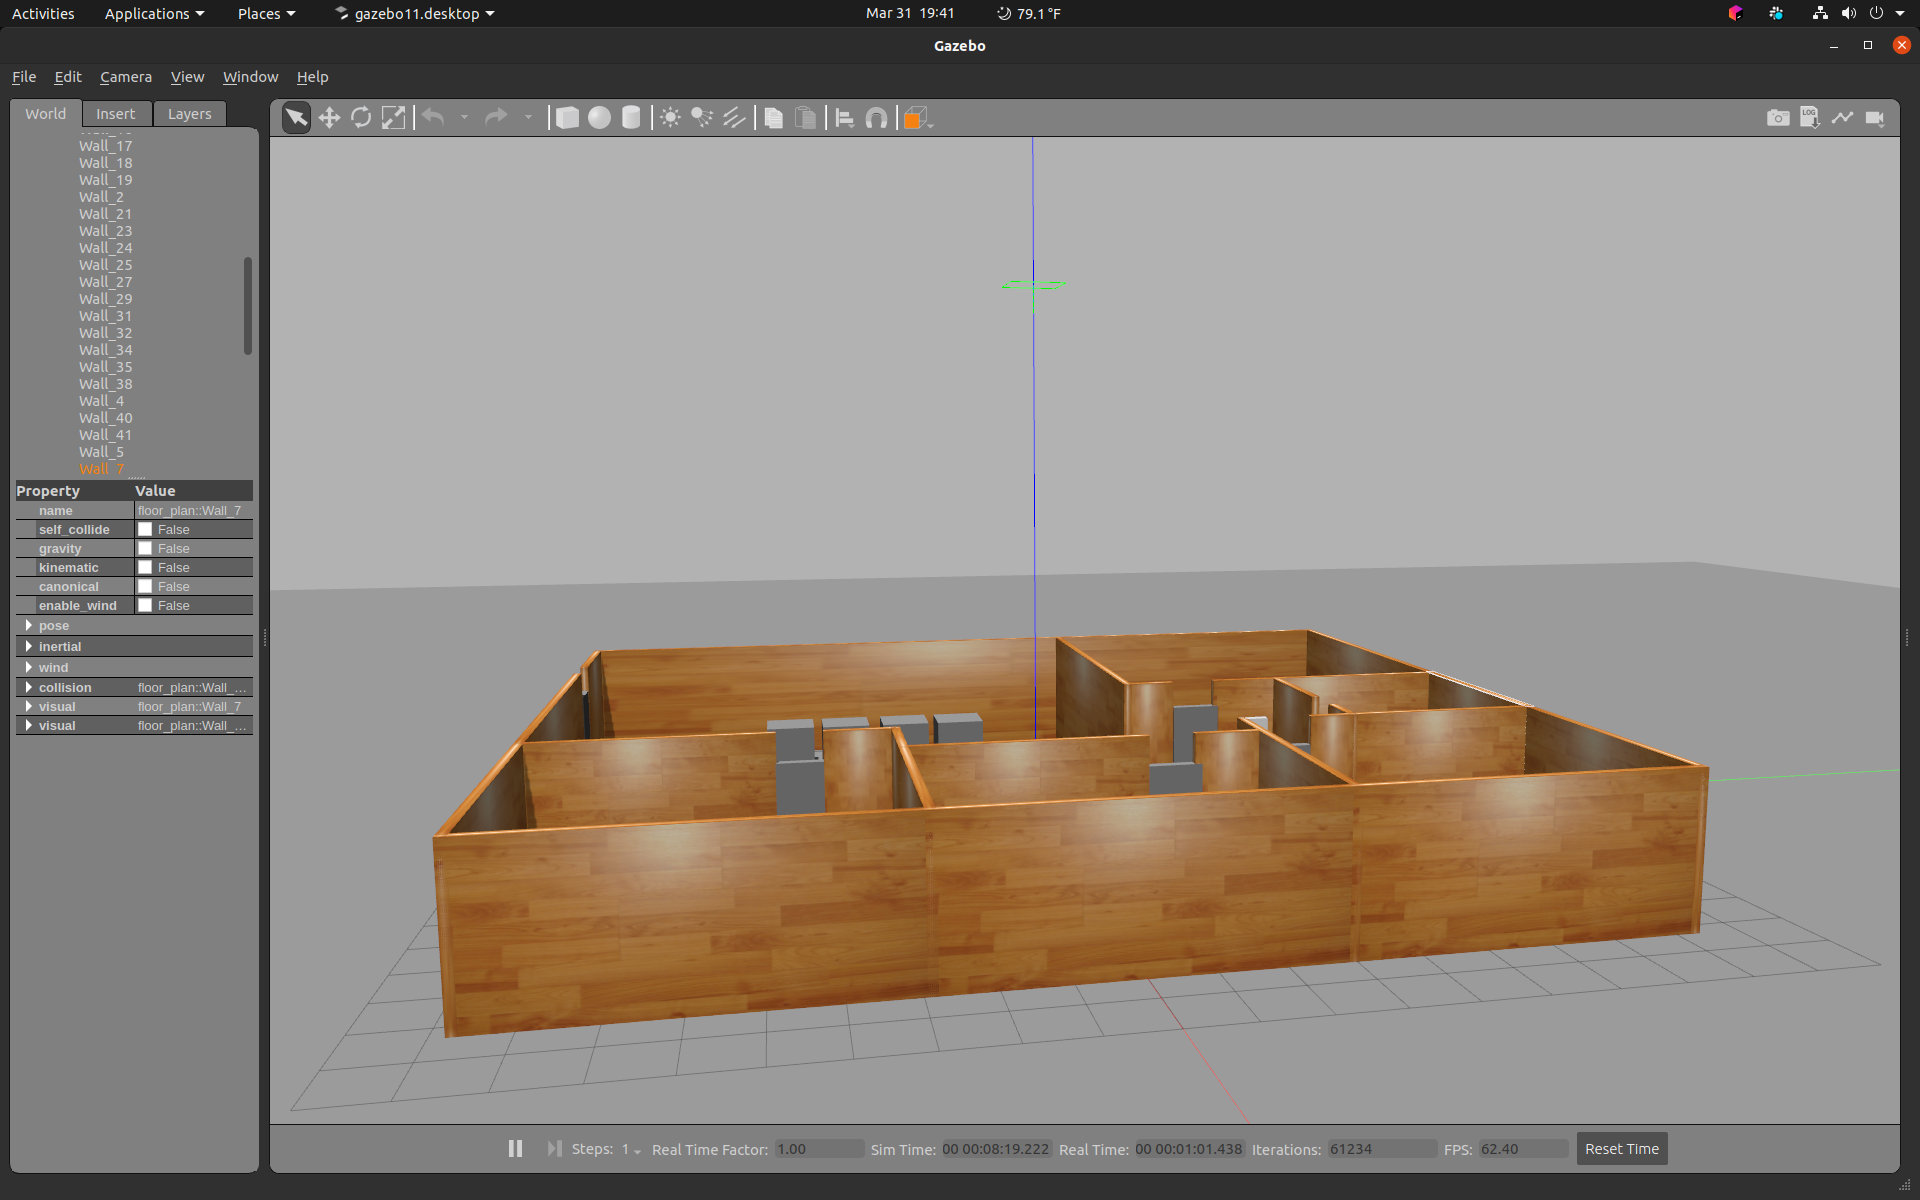 Activities Applications Places gazebo11.desktop Mar 31 19:41 79.1 °F
Gazebo
File Edit Camera View Window Help
World Insert Layers
LOG
Wall_17
Wall_18
Wall_19
Wall_2
Wall_21
Wall_23
Wall_24
Wall_25
Wall_27
Wall_29
Wall_31
Wall_32
Wall_34
Wall_35
Wall_38
Wall_4
Wall_40
Wall_41
Wall_5
Wall_7
Property Value
name floor_plan::Wall_7
self_collide False
gravity False
kinematic False
canonical False
enable_wind False
pose
inertial
wind
collision floor_plan::Wall_...
visual floor_plan::Wall_7
visual floor_plan::Wall_...
Steps: 1 Real Time Factor: 1.00 Sim Time: 00 00:08:19.222 Real Time: 00 00:01:01.438 Iterations: 61234 FPS: 62.40 Reset Time